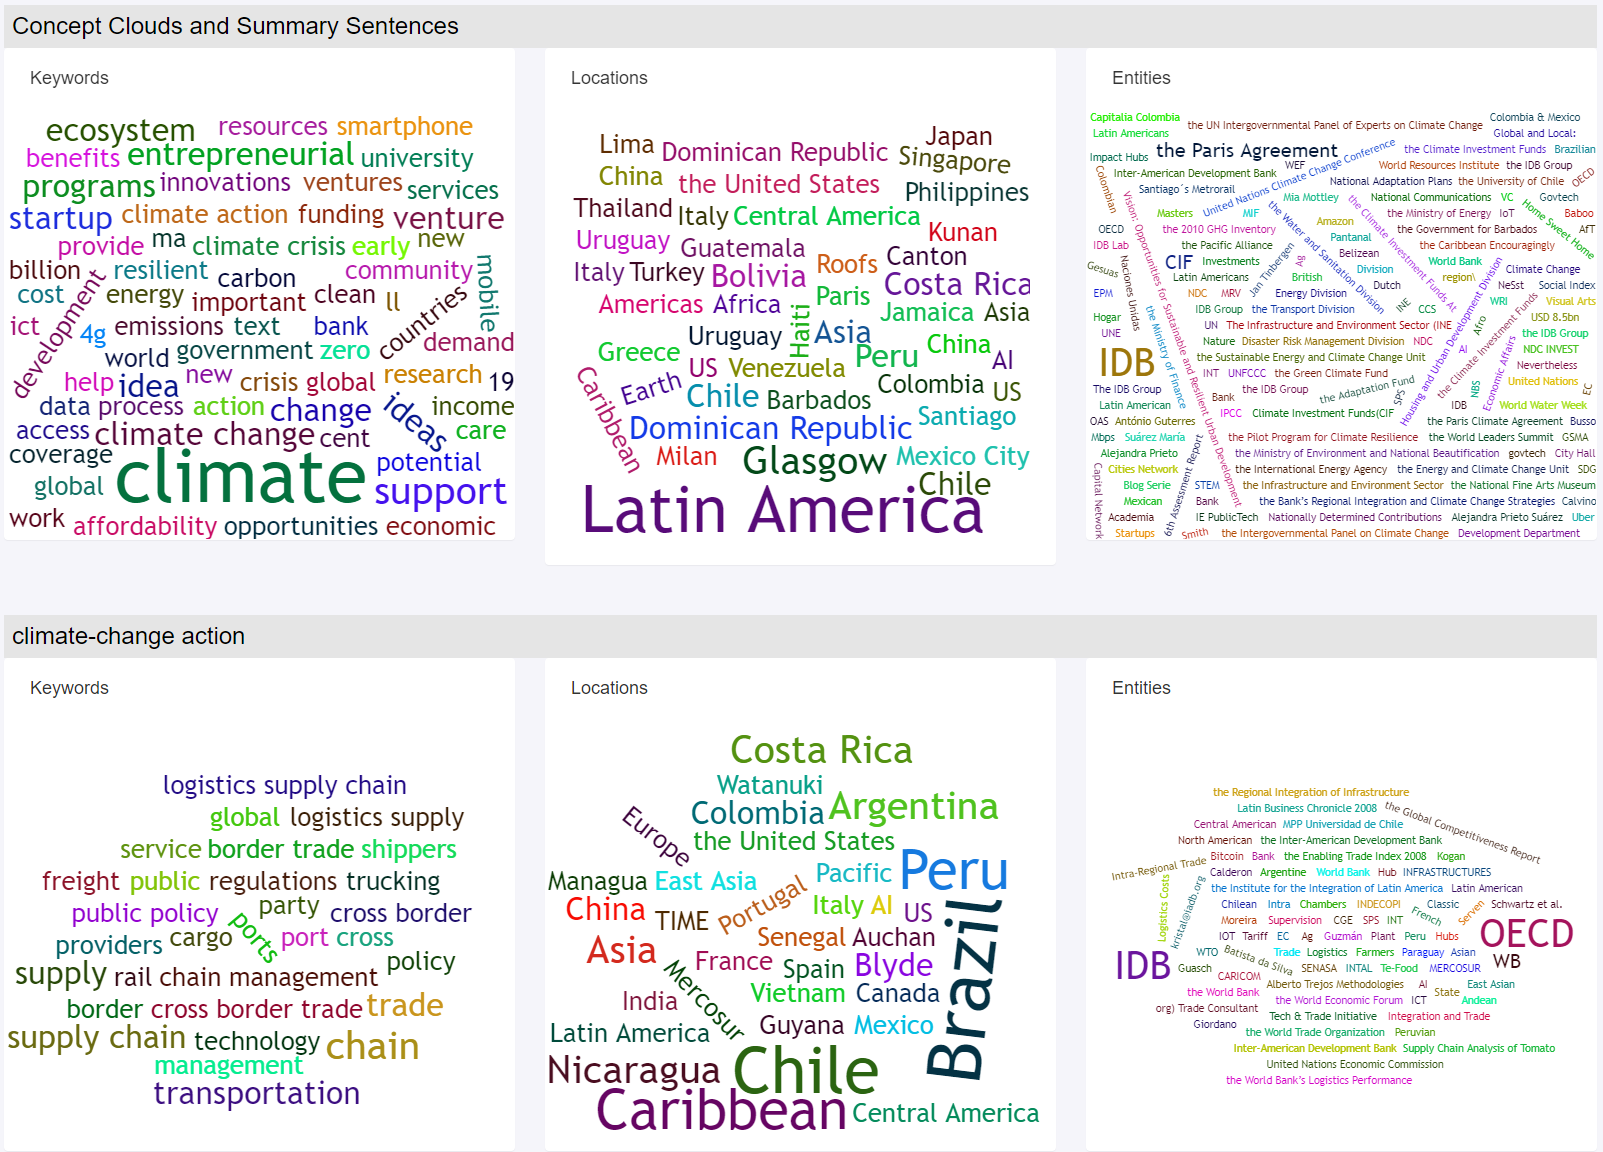 Concept Clouds and Summary Sentences
Keywords
ecosystem resources smartphone
benefits entrepreneurial university
programs innovations ventures services
startup climate action funding venture
provide ma climate crisis early new
billion resilient carbon community mobile
cost energy important clean ll countries
ict development 4g emissions text bank demand
world government zero
help idea new crisis global research 19
data process action change ideas income
access climate change cent care
coverage climate potential
global support
work affordability opportunities economic
Locations
Lima Dominican Republic Japan
China the United States Singapore
Philippines
Thailand Italy Central America
Uruguay Guatemala Kunan
Italy Turkey Bolivia Roofs Canton
Costa Rica
Americas Africa Haiti Paris Jamaica Asia
Uruguay Asia
Greece US Venezuela Peru China AI
Caribbean Earth Chile Barbados Colombia US
Dominican Republic Santiago
Milan Glasgow Mexico City
Latin America Chile
Entities
Capitalia Colombia the UN Intergovernmental Panel of Experts on Climate Change Colombia & Mexico
Latin Americans Global and Local:
Impact Hubs the Paris Agreement United Nations Climate Change Conference the Climate Investment Funds Brazilian
WEF World Resources Institute the IDB Group
Colombian Inter-American Development Bank National Adaptation Plans the University of Chile OECD
Santiago´s Metrorail Mia Mottley National Communications VC Govtech
Vision: Opportunities for Sustainable and Resilient Urban Development
Masters MIF the Water and Sanitation Division Amazon the Climate Investment Funds At the Ministry of Energy IoT Home Sweet Home Baboo
OECD the 2010 GHG Inventory Pantanal the Government for Barbados AfT
IDB Lab the Pacific Alliance Jan Tinbergen Belizean the Caribbean Encouragingly
Gesuas Naciones Unidas CIF Investments Ag Division World Bank Climate Change
Latin Americans British Dutch region\ NeSst Social Index
EPM NDC MRV Energy Division INE CCS WRI Visual Arts
Hogar the Ministry of Finance IDB Group the Transport Division Housing and Urban Development Division Afro the Climate Investment Funds USD 8.5bn
UNE UN The Infrastructure and Environment Sector (INE the IDB Group
Nature Disaster Risk Management Division NDC AI Economic Affairs NDC INVEST
IDB the Sustainable Energy and Climate Change Unit Nevertheless
INT UNFCCC the Green Climate Fund United Nations
The IDB Group Bank the IDB Group the Adaptation Fund SPS NBS EC
Latin American IPCC Climate Investment Funds(CIF IDB World Water Week
OAS António Guterres the Paris Climate Agreement Busso
Mbps Suárez María the Pilot Program for Climate Resilience the World Leaders Summit GSMA
Alejandra Prieto the Ministry of Environment and National Beautification govtech City Hall
Capital Network Cities Network 6th Assessment Report the International Energy Agency the Energy and Climate Change Unit SDG
Blog Serie STEM the Infrastructure and Environment Sector the National Fine Arts Museum
Mexican Bank the Bank's Regional Integration and Climate Change Strategies Calvino
Academia IE PublicTech Nationally Determined Contributions Alejandra Prieto Suárez Uber
Startups Smith the Intergovernmental Panel on Climate Change Development Department
climate-change action
Keywords
logistics supply chain
global logistics supply
service border trade shippers
freight public regulations trucking
public policy party cross border
providers cargo ports port cross
supply rail chain management policy
border cross border trade trade
supply chain technology chain
management
transportation
Locations
Costa Rica
Watanuki
Colombia Argentina
Europe the United States
Managua East Asia Pacific Peru
China TIME Portugal Italy AI US
Asia Senegal Auchan Brazil
Mercosur France Spain Blyde
India Vietnam Canada
Latin America Guyana Mexico
Nicaragua Chile
Caribbean Central America
Entities
the Regional Integration of Infrastructure
Latin Business Chronicle 2008 the Global Competitiveness Report
Central American MPP Universidad de Chile
North American the Inter-American Development Bank
Intra-Regional Trade Bitcoin Bank the Enabling Trade Index 2008 Kogan
Calderon Argentine World Bank Hub INFRASTRUCTURES
Logistics Costs kristal@iadb.org the Institute for the Integration of Latin America Latin American
Chilean Intra Chambers INDECOPI Classic Schwartz et al.
Moreira Supervision CGE SPS INT French Serven
IOT Tariff EC Ag Guzmán Plant Peru Hubs OECD
WTO Batista da Silva Trade Logistics Farmers Paraguay Asian
IDB Guasch SENASA INTAL Te-Food MERCOSUR WB
CARICOM Alberto Trejos Methodologies AI East Asian
the World Bank the World Economic Forum ICT State Andean
org) Trade Consultant Tech & Trade Initiative Integration and Trade
Giordano the World Trade Organization Peruvian
Inter-American Development Bank Supply Chain Analysis of Tomato
United Nations Economic Commission
the World Bank's Logistics Performance